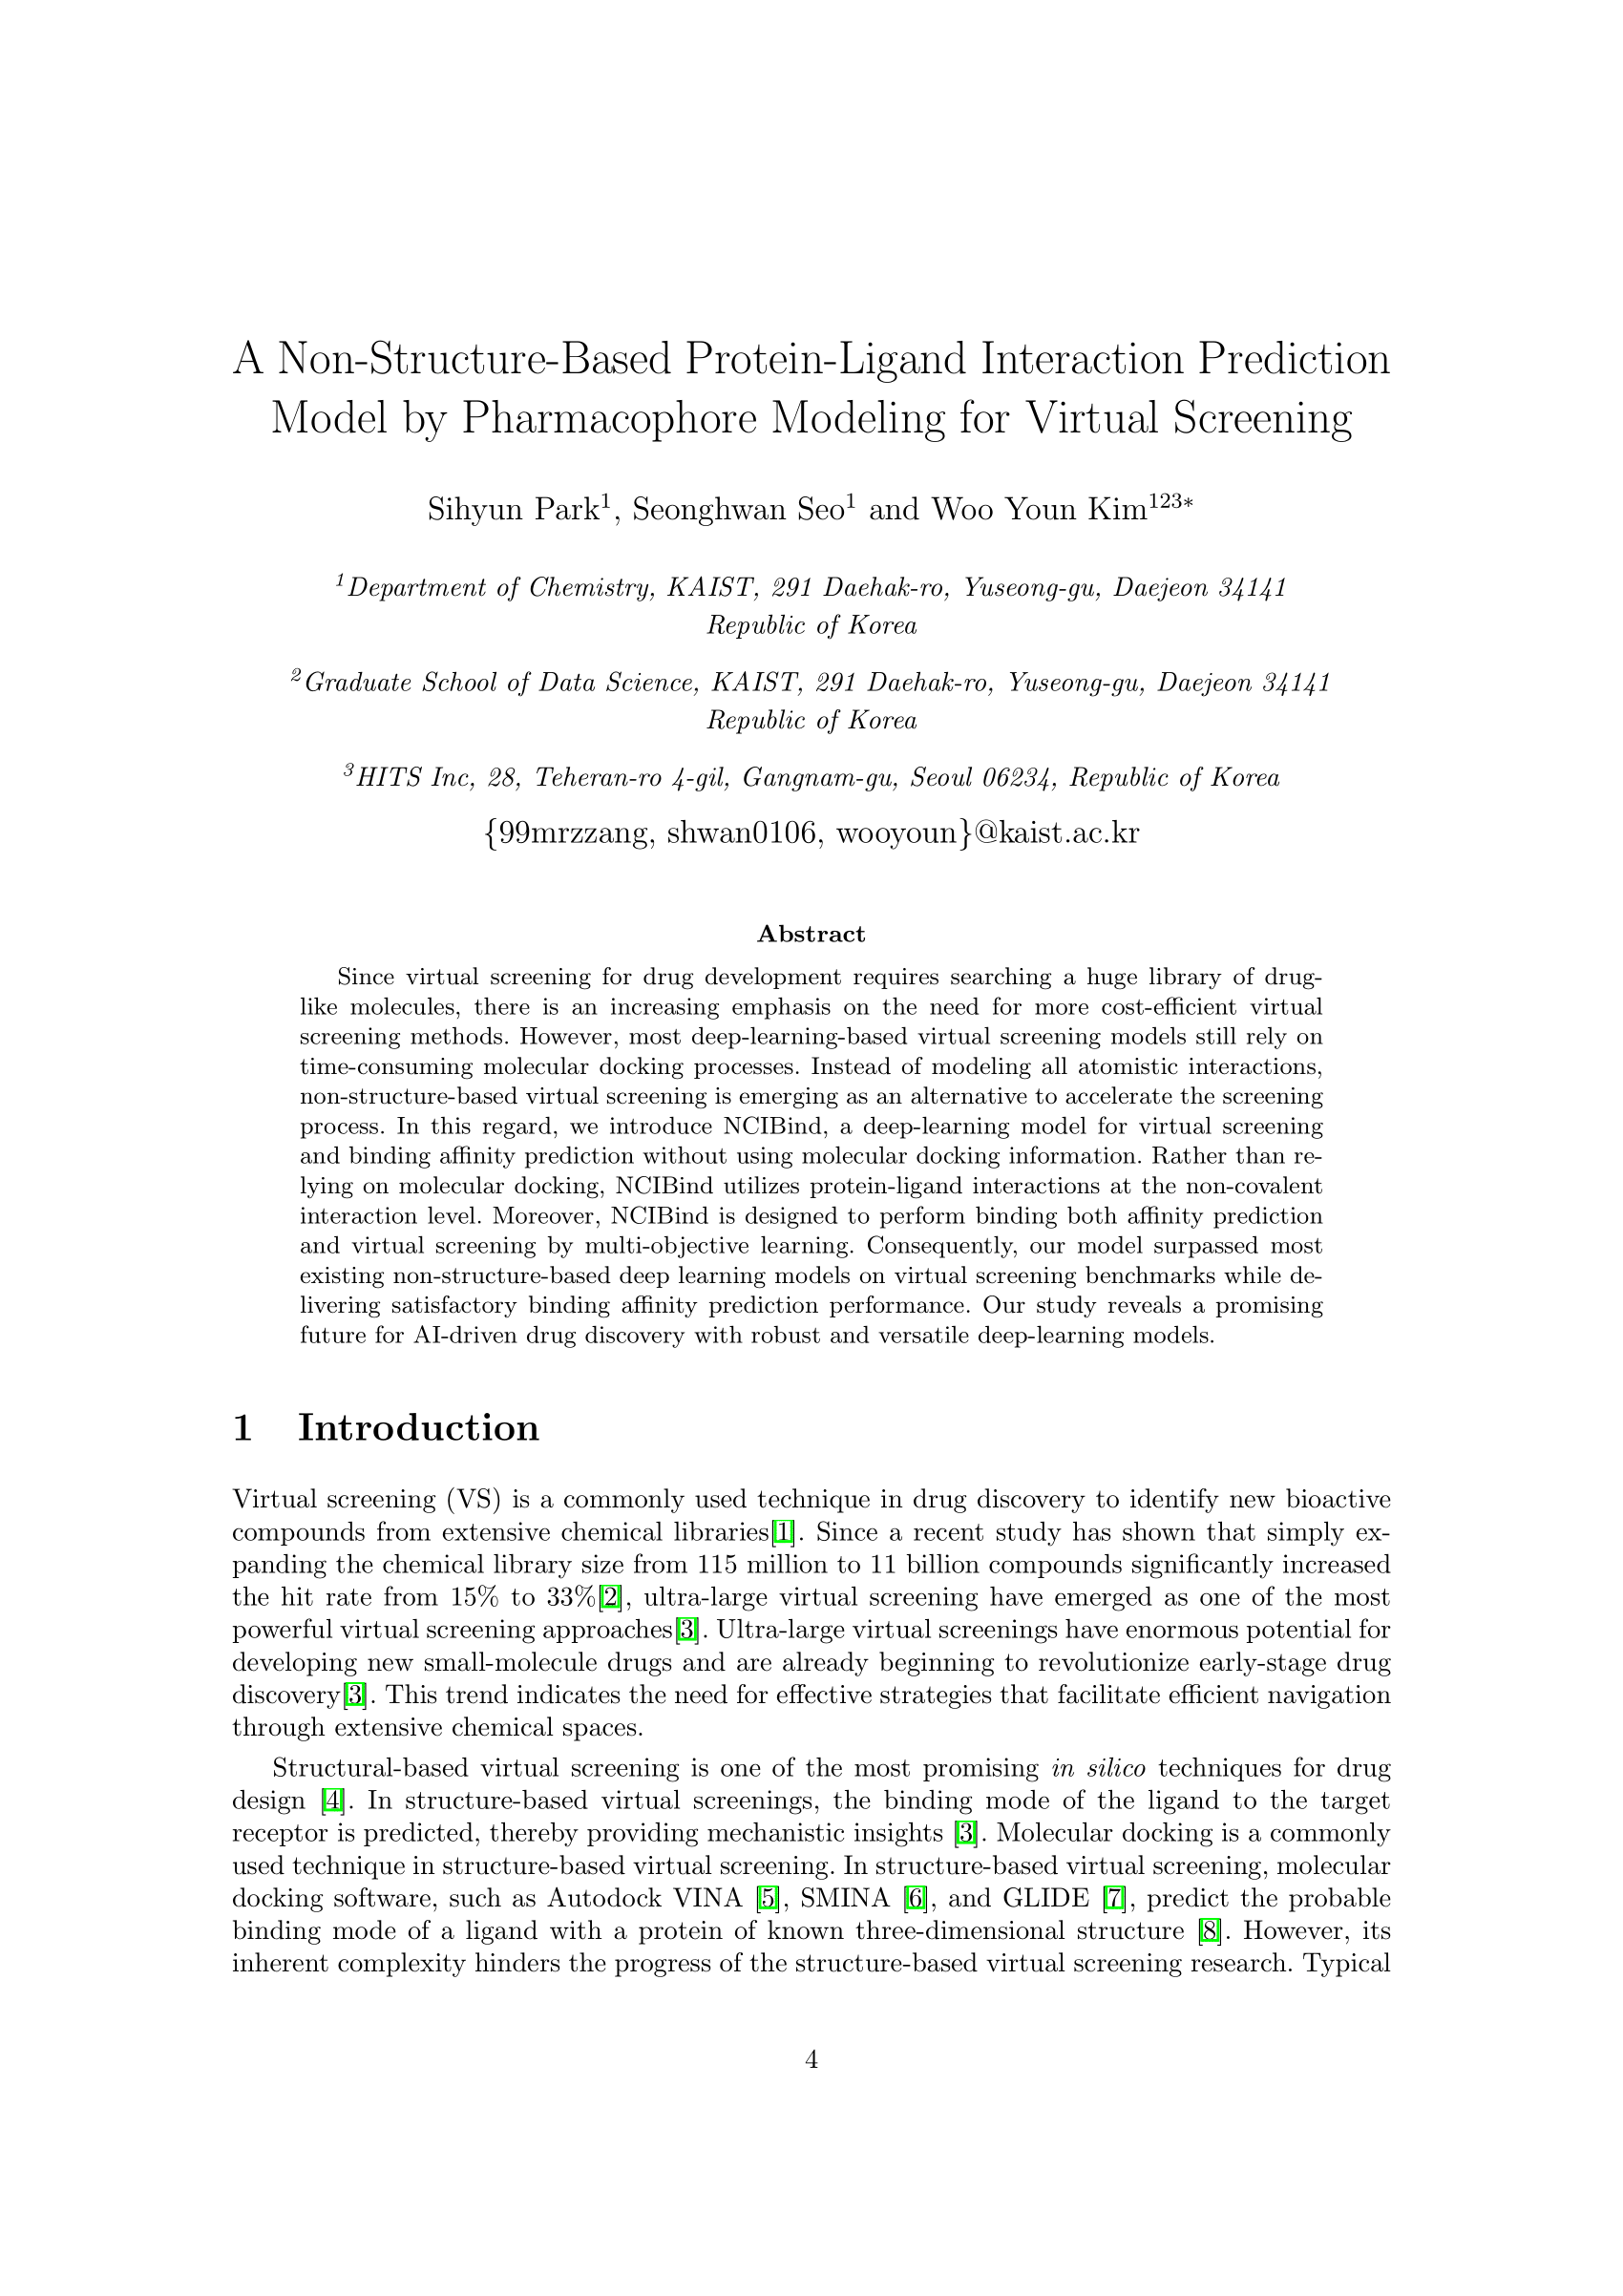 A Non-Structure-Based Protein-Ligand Interaction Prediction
Model by Pharmacophore Modeling for Virtual Screening
Sihyun Park1, Seonghwan Seo1 and Woo Youn Kim123*
1Department of Chemistry, KAIST, 291 Daehak-ro, Yuseong-gu, Daejeon 34141
Republic of Korea
2Graduate School of Data Science, KAIST, 291 Daehak-ro, Yuseong-gu, Daejeon 34141
Republic of Korea
3HITS Inc, 28, Teheran-ro 4-gil, Gangnam-gu, Seoul 06234, Republic of Korea
{99mrzzang, shwan0106, wooyoun}@kaist.ac.kr
Abstract
Since virtual screening for drug development requires searching a huge library of drug-
like molecules, there is an increasing emphasis on the need for more cost-efficient virtual
screening methods. However, most deep-learning-based virtual screening models still rely on
time-consuming molecular docking processes. Instead of modeling all atomistic interactions,
non-structure-based virtual screening is emerging as an alternative to accelerate the screening
process. In this regard, we introduce NCIBind, a deep-learning model for virtual screening
and binding affinity prediction without using molecular docking information. Rather than re-
lying on molecular docking, NCIBind utilizes protein-ligand interactions at the non-covalent
interaction level. Moreover, NCIBind is designed to perform binding both affinity prediction
and virtual screening by multi-objective learning. Consequently, our model surpassed most
existing non-structure-based deep learning models on virtual screening benchmarks while de-
livering satisfactory binding affinity prediction performance. Our study reveals a promising
future for AI-driven drug discovery with robust and versatile deep-learning models.
1 Introduction
Virtual screening (VS) is a commonly used technique in drug discovery to identify new bioactive
compounds from extensive chemical libraries[1]. Since a recent study has shown that simply ex-
panding the chemical library size from 115 million to 11 billion compounds significantly increased
the hit rate from 15% to 33%[2], ultra-large virtual screening have emerged as one of the most
powerful virtual screening approaches[3]. Ultra-large virtual screenings have enormous potential for
developing new small-molecule drugs and are already beginning to revolutionize early-stage drug
discovery[3]. This trend indicates the need for effective strategies that facilitate efficient navigation
through extensive chemical spaces.
Structural-based virtual screening is one of the most promising in silico techniques for drug
design [4]. In structure-based virtual screenings, the binding mode of the ligand to the target
receptor is predicted, thereby providing mechanistic insights [3]. Molecular docking is a commonly
used technique in structure-based virtual screening. In structure-based virtual screening, molecular
docking software, such as Autodock VINA [5], SMINA [6], and GLIDE [7], predict the probable
binding mode of a ligand with a protein of known three-dimensional structure [8]. However, its
inherent complexity hinders the progress of the structure-based virtual screening research. Typical
4